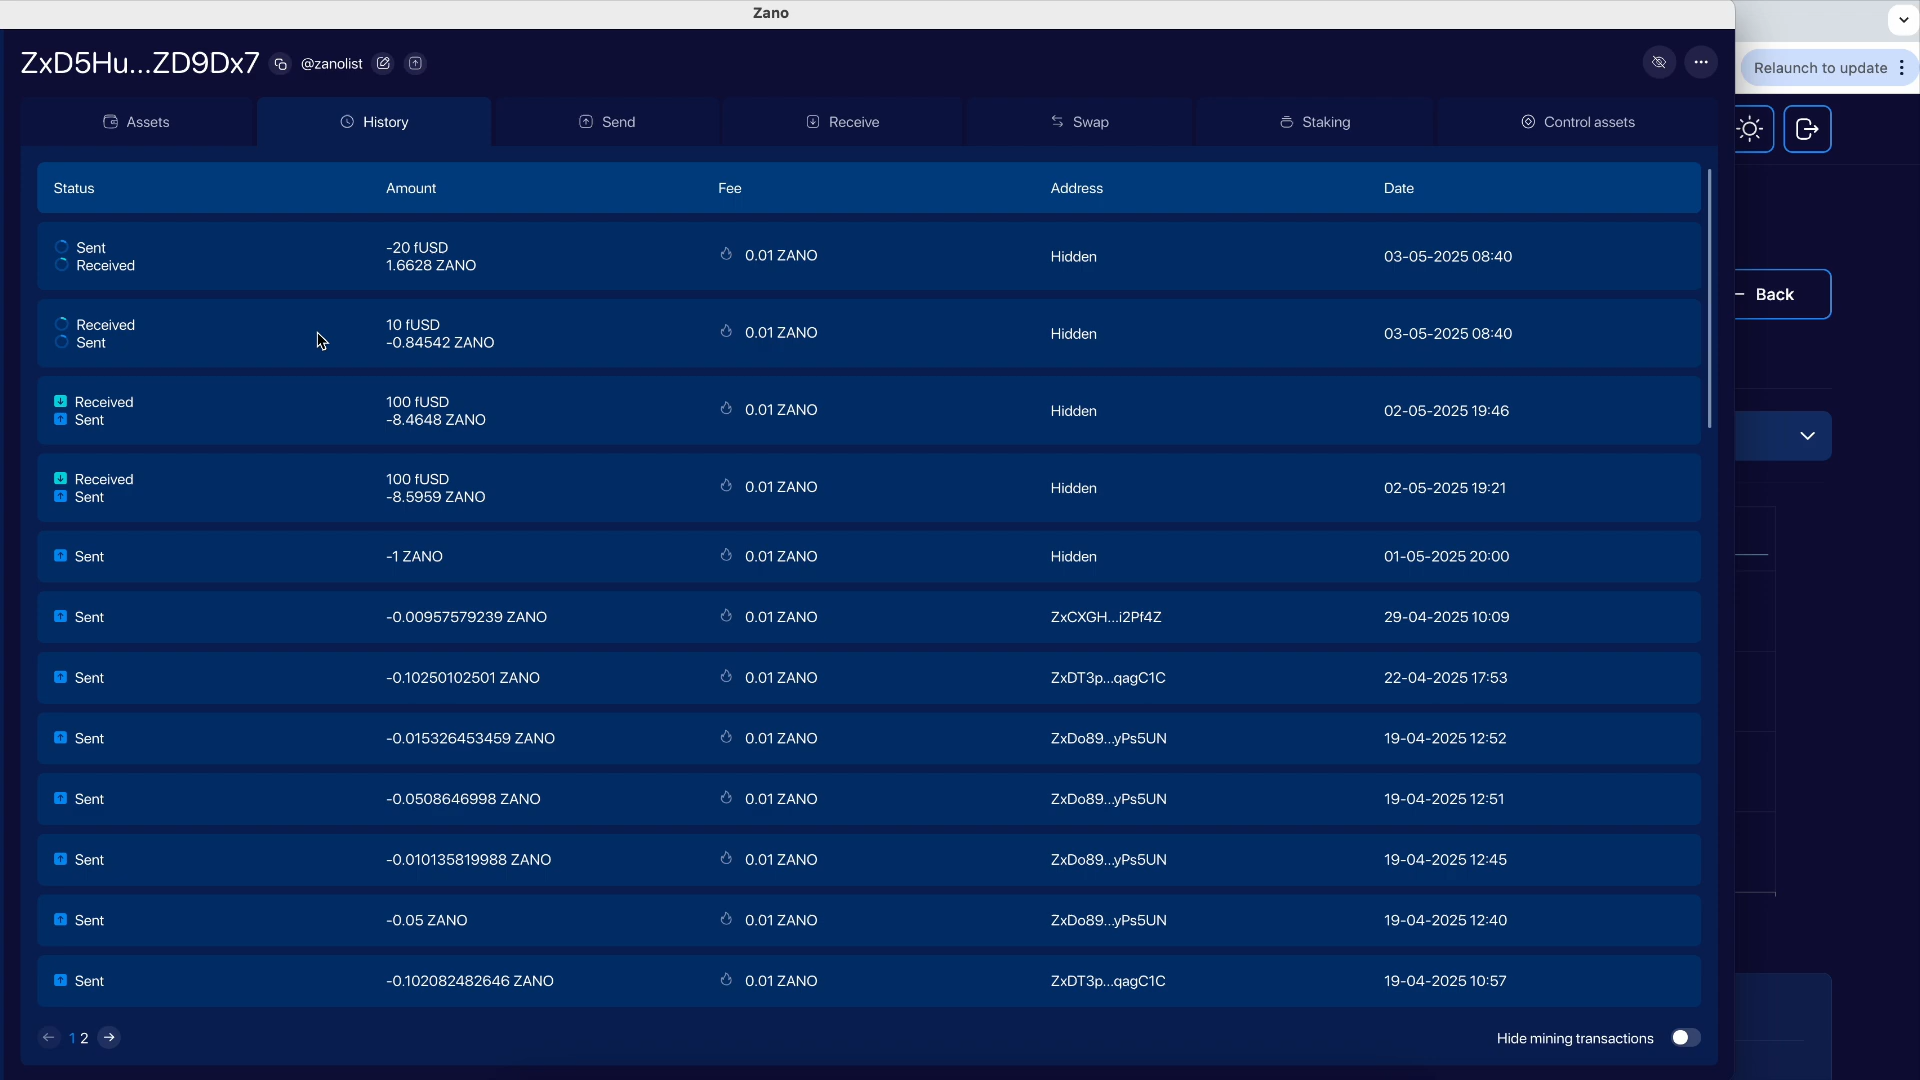 Zano
ZxD5Hu...ZD9Dx7 @zanolist
Relaunch to update
Assets History Send Receive Swap Staking Control assets
Status Amount Fee Address Date
Sent -20 fUSD
Received 1.6628 ZANO
0.01 ZANO Hidden 03-05-2025 08:40
Received 10 fUSD
Sent -0.84542 ZANO
0.01 ZANO Hidden 03-05-2025 08:40
Back
Received 100 fUSD
Sent -8.4648 ZANO
0.01 ZANO Hidden 02-05-2025 19:46
Received 100 fUSD
Sent -8.5959 ZANO
0.01 ZANO Hidden 02-05-2025 19:21
Sent -1 ZANO 0.01 ZANO Hidden 01-05-2025 20:00
Sent -0.00957579239 ZANO 0.01 ZANO ZxCXGH...i2Pf4Z 29-04-2025 10:09
Sent -0.10250102501 ZANO 0.01 ZANO ZxDT3p...qagC1C 22-04-2025 17:53
Sent -0.015326453459 ZANO 0.01 ZANO ZxDo89...yPs5UN 19-04-2025 12:52
Sent -0.0508646998 ZANO 0.01 ZANO ZxDo89...yPs5UN 19-04-2025 12:51
Sent -0.010135819988 ZANO 0.01 ZANO ZxDo89...yPs5UN 19-04-2025 12:45
Sent -0.05 ZANO 0.01 ZANO ZxDo89...yPs5UN 19-04-2025 12:40
Sent -0.102082482646 ZANO 0.01 ZANO ZxDT3p...qagC1C 19-04-2025 10:57
1 2 Hide mining transactions